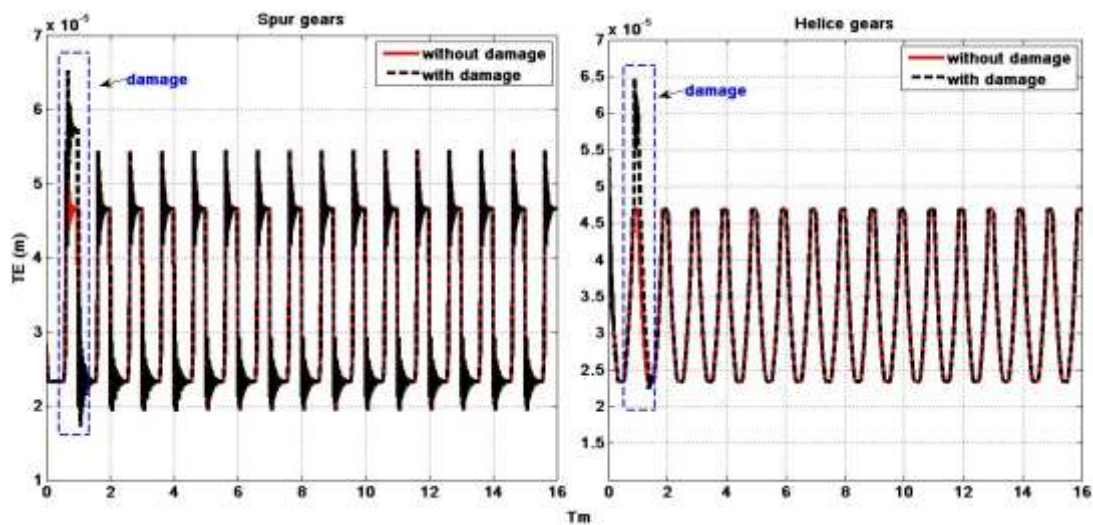 Spur gears
x 10⁻⁵
7
6
5
4
3
2
1
TE (m)
without damage
with damage
damage
0 2 4 6 8 10 12 14 16
Helice gears
x 10⁻⁵
7
6.5
6
5.5
5
4.5
4
3.5
3
2.5
2
1.5
without damage
with damage
damage
0 2 4 6 8 10 12 14 16
Tm